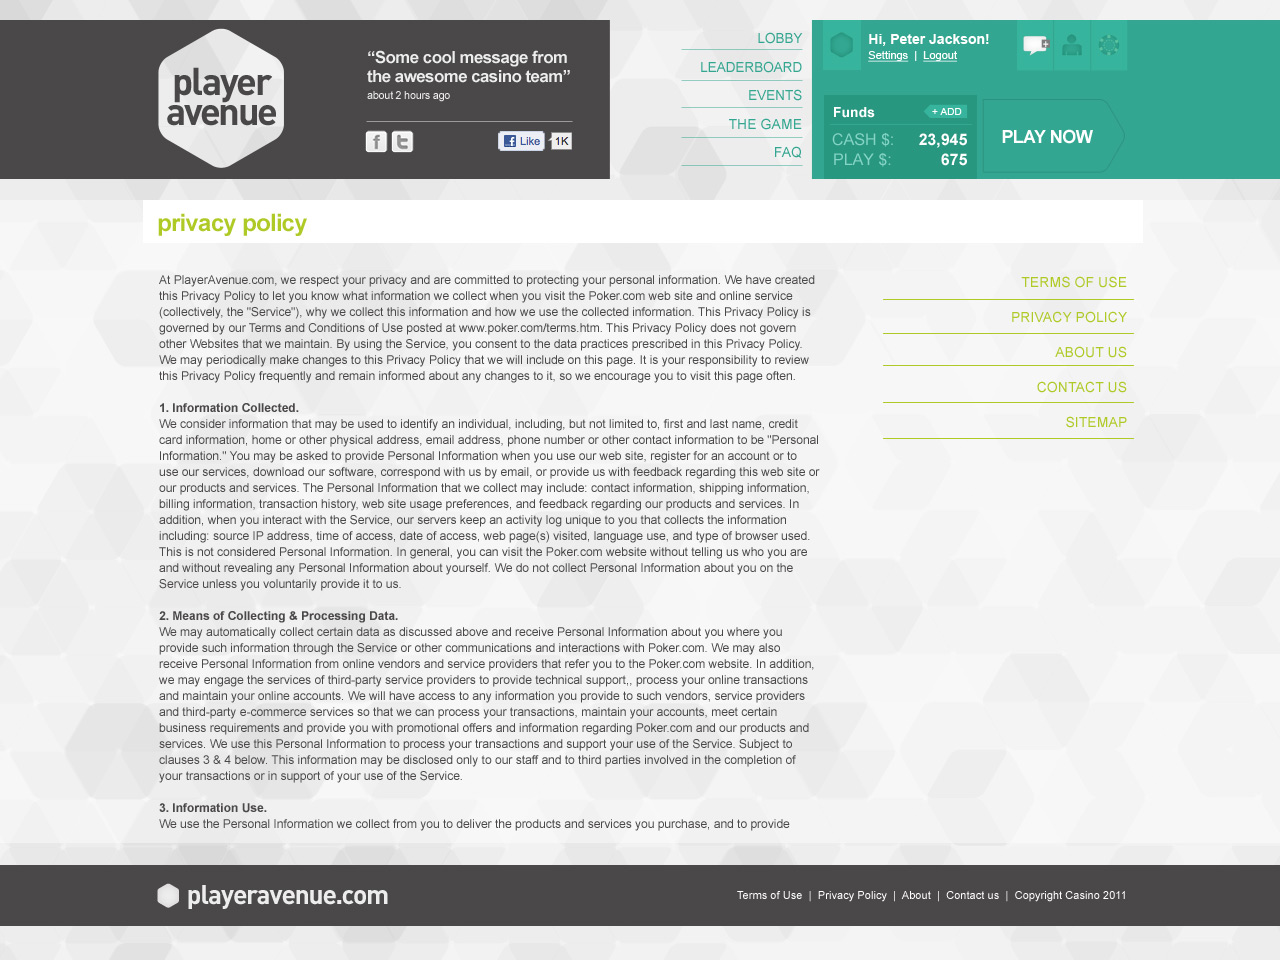 player
avenue
“Some cool message from
the awesome casino team”
about 2 hours ago
f
t
f Like
1K
LOBBY
LEADERBOARD
EVENTS
THE GAME
FAQ
Hi, Peter Jackson!
Settings | Logout
Funds
+ ADD
CASH $: 23,945
PLAY $: 675
PLAY NOW
privacy policy
At PlayerAvenue.com, we respect your privacy and are committed to protecting your personal information. We have created
this Privacy Policy to let you know what information we collect when you visit the Poker.com web site and online service
(collectively, the "Service"), why we collect this information and how we use the collected information. This Privacy Policy is
governed by our Terms and Conditions of Use posted at www.poker.com/terms.htm. This Privacy Policy does not govern
other Websites that we maintain. By using the Service, you consent to the data practices prescribed in this Privacy Policy.
We may periodically make changes to this Privacy Policy that we will include on this page. It is your responsibility to review
this Privacy Policy frequently and remain informed about any changes to it, so we encourage you to visit this page often.
1. Information Collected.
We consider information that may be used to identify an individual, including, but not limited to, first and last name, credit
card information, home or other physical address, email address, phone number or other contact information to be "Personal
Information." You may be asked to provide Personal Information when you use our web site, register for an account or to
use our services, download our software, correspond with us by email, or provide us with feedback regarding this web site or
our products and services. The Personal Information that we collect may include: contact information, shipping information,
billing information, transaction history, web site usage preferences, and feedback regarding our products and services. In
addition, when you interact with the Service, our servers keep an activity log unique to you that collects the information
including: source IP address, time of access, date of access, web page(s) visited, language use, and type of browser used.
This is not considered Personal Information. In general, you can visit the Poker.com website without telling us who you are
and without revealing any Personal Information about yourself. We do not collect Personal Information about you on the
Service unless you voluntarily provide it to us.
2. Means of Collecting & Processing Data.
We may automatically collect certain data as discussed above and receive Personal Information about you where you
provide such information through the Service or other communications and interactions with Poker.com. We may also
receive Personal Information from online vendors and service providers that refer you to the Poker.com website. In addition,
we may engage the services of third-party service providers to provide technical support,, process your online transactions
and maintain your online accounts. We will have access to any information you provide to such vendors, service providers
and third-party e-commerce services so that we can process your transactions, maintain your accounts, meet certain
business requirements and provide you with promotional offers and information regarding Poker.com and our products and
services. We use this Personal Information to process your transactions and support your use of the Service. Subject to
clauses 3 & 4 below. This information may be disclosed only to our staff and to third parties involved in the completion of
your transactions or in support of your use of the Service.
3. Information Use.
We use the Personal Information we collect from you to deliver the products and services you purchase, and to provide
TERMS OF USE
PRIVACY POLICY
ABOUT US
CONTACT US
SITEMAP
playeravenue.com
Terms of Use | Privacy Policy | About | Contact us | Copyright Casino 2011